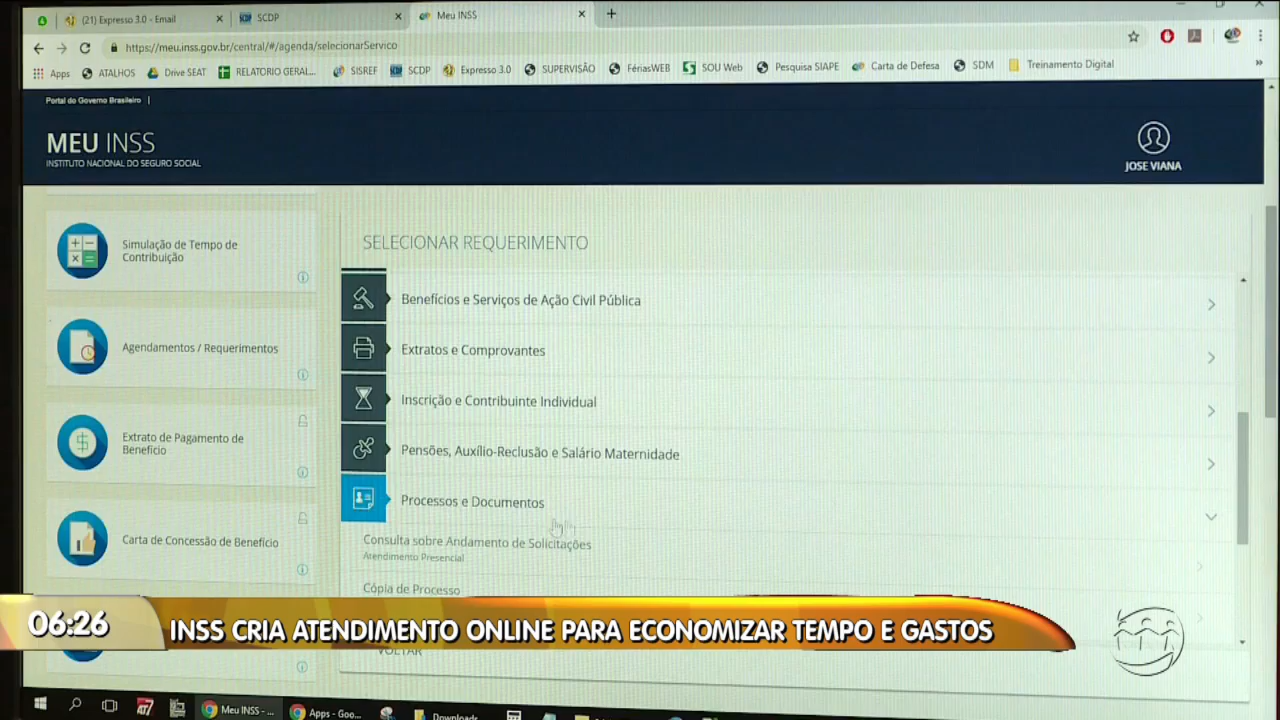 (21) Expresso 3.0 - Email
SCDP
Meu INSS
https://meu.inss.gov.br/central/#/agenda/selecionarServico
Apps
ATALHOS
Drive SEAT
RELATORIO GERAL...
SISREF
SCDP
Expresso 3.0
SUPERVISÃO
FériasWEB
SOU Web
Pesquisa SIAPE
Carta de Defesa
SDM
Treinamento Digital
Portal do Governo Brasileiro
MEU INSS
INSTITUTO NACIONAL DO SEGURO SOCIAL
JOSE VIANA
Simulação de Tempo de
Contribuição
Agendamentos / Requerimentos
Extrato de Pagamento de
Benefício
Carta de Concessão de Benefício
SELECIONAR REQUERIMENTO
Benefícios e Serviços de Ação Civil Pública
Extratos e Comprovantes
Inscrição e Contribuinte Individual
Pensões, Auxílio-Reclusão e Salário Maternidade
Processos e Documentos
Consulta sobre Andamento de Solicitações
Atendimento Presencial
Cópia de Processo
VOLTAR
06:26
INSS CRIA ATENDIMENTO ONLINE PARA ECONOMIZAR TEMPO E GASTOS
Meu INSS - ...
Apps - Goo...
Downloads